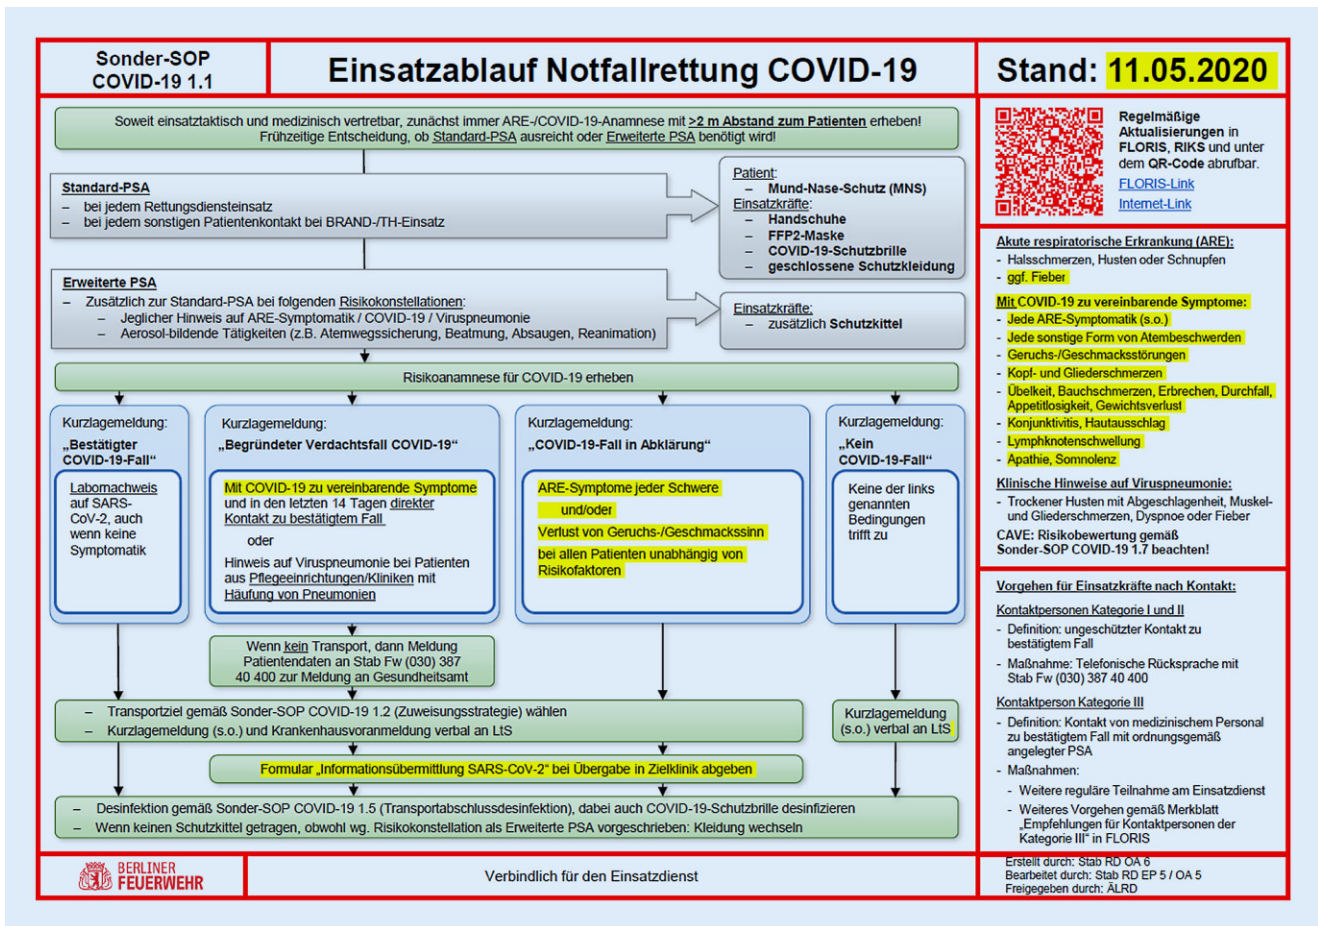 Sonder-SOP
COVID-19 1.1
Einsatzablauf Notfallrettung COVID-19
Stand: 11.05.2020
Soweit einsatztaktisch und medizinisch vertretbar, zunächst immer ARE-/COVID-19-Anamnese mit >2 m Abstand zum Patienten erheben!
Frühzeitige Entscheidung, ob Standard-PSA ausreicht oder Erweiterte PSA benötigt wird!
Standard-PSA
– bei jedem Rettungsdiensteinsatz
– bei jedem sonstigen Patientenkontakt bei BRAND-/TH-Einsatz
Patient:
– Mund-Nase-Schutz (MNS)
Einsatzkräfte:
– Handschuhe
– FFP2-Maske
– COVID-19-Schutzbrille
– geschlossene Schutzkleidung
Erweiterte PSA
– Zusätzlich zur Standard-PSA bei folgenden Risikokonstellationen:
– Jeglicher Hinweis auf ARE-Symptomatik / COVID-19 / Viruspneumonie
– Aerosol-bildende Tätigkeiten (z.B. Atemwegssicherung, Beatmung, Absaugen, Reanimation)
Einsatzkräfte:
– zusätzlich Schutzkittel
Risikoanamnese für COVID-19 erheben
Kurzlagemeldung:
„Bestätigter
COVID-19-Fall“
Labornachweis
auf SARS-
CoV-2, auch
wenn keine
Symptomatik
Kurzlagemeldung:
„Begründeter Verdachtsfall COVID-19“
Mit COVID-19 zu vereinbarende Symptome
und in den letzten 14 Tagen direkter
Kontakt zu bestätigtem Fall
oder
Hinweis auf Viruspneumonie bei Patienten
aus Pflegeeinrichtungen/Kliniken mit
Häufung von Pneumonien
Kurzlagemeldung:
„COVID-19-Fall in Abklärung“
ARE-Symptome jeder Schwere
und/oder
Verlust von Geruchs-/Geschmackssinn
bei allen Patienten unabhängig von
Risikofaktoren
Kurzlagemeldung:
„Kein
COVID-19-Fall“
Keine der links
genannten
Bedingungen
trifft zu
Wenn kein Transport, dann Meldung
Patientendaten an Stab Fw (030) 387
40 400 zur Meldung an Gesundheitsamt
– Transportziel gemäß Sonder-SOP COVID-19 1.2 (Zuweisungsstrategie) wählen
– Kurzlagemeldung (s.o.) und Krankenhausvoranmeldung verbal an LtS
Kurzlagemeldung
(s.o.) verbal an LtS
Formular „Informationsübermittlung SARS-CoV-2“ bei Übergabe in Zielklinik abgeben
– Desinfektion gemäß Sonder-SOP COVID-19 1.5 (Transportabschlussdesinfektion), dabei auch COVID-19-Schutzbrille desinfizieren
– Wenn keinen Schutzkittel getragen, obwohl wg. Risikokonstellation als Erweiterte PSA vorgeschrieben: Kleidung wechseln
Regelmäßige
Aktualisierungen in
FLORIS, RIKS und unter
dem QR-Code abrufbar.
FLORIS-Link
Internet-Link
Akute respiratorische Erkrankung (ARE):
- Halsschmerzen, Husten oder Schnupfen
- ggf. Fieber
Mit COVID-19 zu vereinbarende Symptome:
- Jede ARE-Symptomatik (s.o.)
- Jede sonstige Form von Atembeschwerden
- Geruchs-/Geschmacksstörungen
- Kopf- und Gliederschmerzen
- Übelkeit, Bauchschmerzen, Erbrechen, Durchfall,
Appetitlosigkeit, Gewichtsverlust
- Konjunktivitis, Hautausschlag
- Lymphknotenschwellung
- Apathie, Somnolenz
Klinische Hinweise auf Viruspneumonie:
- Trockener Husten mit Abgeschlagenheit, Muskel-
und Gliederschmerzen, Dyspnoe oder Fieber
CAVE: Risikobewertung gemäß
Sonder-SOP COVID-19 1.7 beachten!
Vorgehen für Einsatzkräfte nach Kontakt:
Kontaktpersonen Kategorie I und II
- Definition: ungeschützter Kontakt zu
bestätigtem Fall
- Maßnahme: Telefonische Rücksprache mit
Stab Fw (030) 387 40 400
Kontaktperson Kategorie III
- Definition: Kontakt von medizinischem Personal
zu bestätigtem Fall mit ordnungsgemäß
angelegter PSA
- Maßnahmen:
- Weitere reguläre Teilnahme am Einsatzdienst
- Weiteres Vorgehen gemäß Merkblatt
„Empfehlungen für Kontaktpersonen der
Kategorie III“ in FLORIS
BERLINER
FEUERWEHR
Verbindlich für den Einsatzdienst
Erstellt durch: Stab RD OA 6
Bearbeitet durch: Stab RD EP 5 / OA 5
Freigegeben durch: ÄLRD